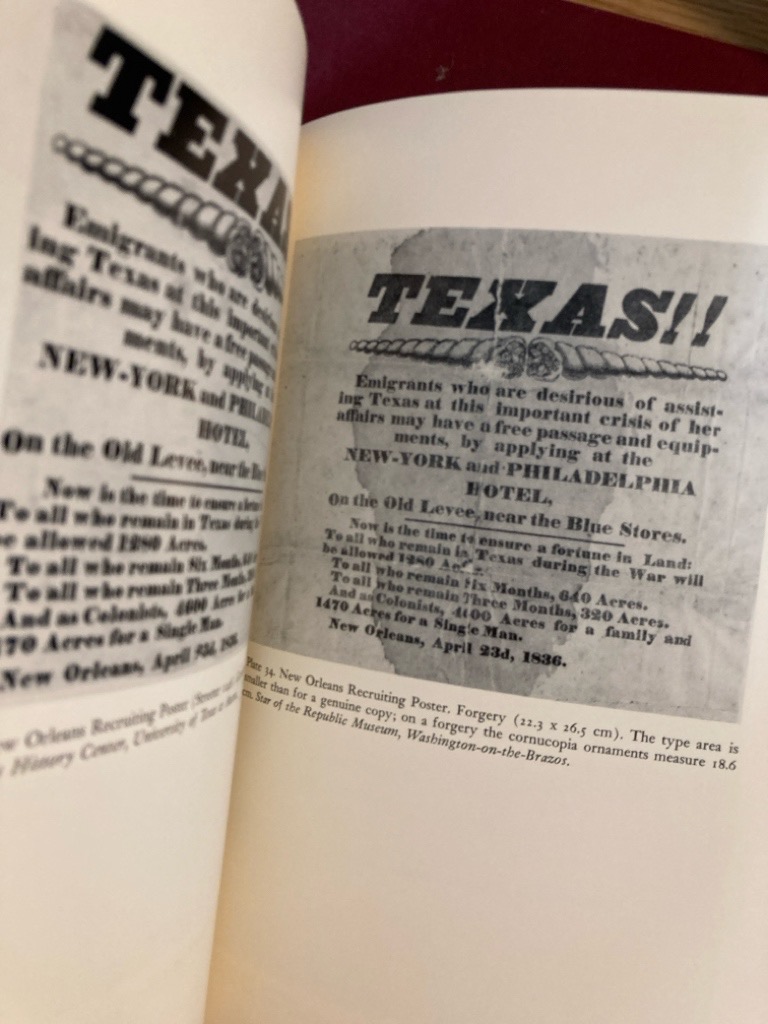 TEXA
Emigrants who are
ing Texas at this important
affairs may have a free
ments, by applying
NEW-YORK and
HOTEL,
On the Old Levee, near the
Now is the time to ensure a
To all who remain in Texas during
be allowed 1280 Acres.
To all who remain Six Months,
To all who remain Three Months,
And as Colonists, 4600 Acres for a
70 Acres for a Single Man.
New Orleans, April 23d, 1836.
New Orleans Recruiting Poster
History Center, University of Texas at
TEXAS!!
Emigrants who are desirious of assist-
ing Texas at this important crisis of her
affairs may have a free passage and equip-
ments, by applying at the
NEW-YORK and PHILADELPHIA
HOTEL,
On the Old Levee, near the Blue Stores.
Now is the time to ensure a fortune in Land:
To all who remain in Texas during the War will
be allowed 1280
To all who remain Six Months, 640 Acres.
To all who remain Three Months, 320 Acres.
And as Colonists, Acres for a family and
1470 Acres for a Single Man.
New Orleans, April 23d, 1836.
Plate 34. New Orleans Recruiting Poster. Forgery (22.3 x 26.5 cm). The type area is
smaller than for a genuine copy; on a forgery the cornucopia ornaments measure 18.6
cm. Star of the Republic Museum, Washington-on-the-Brazos.